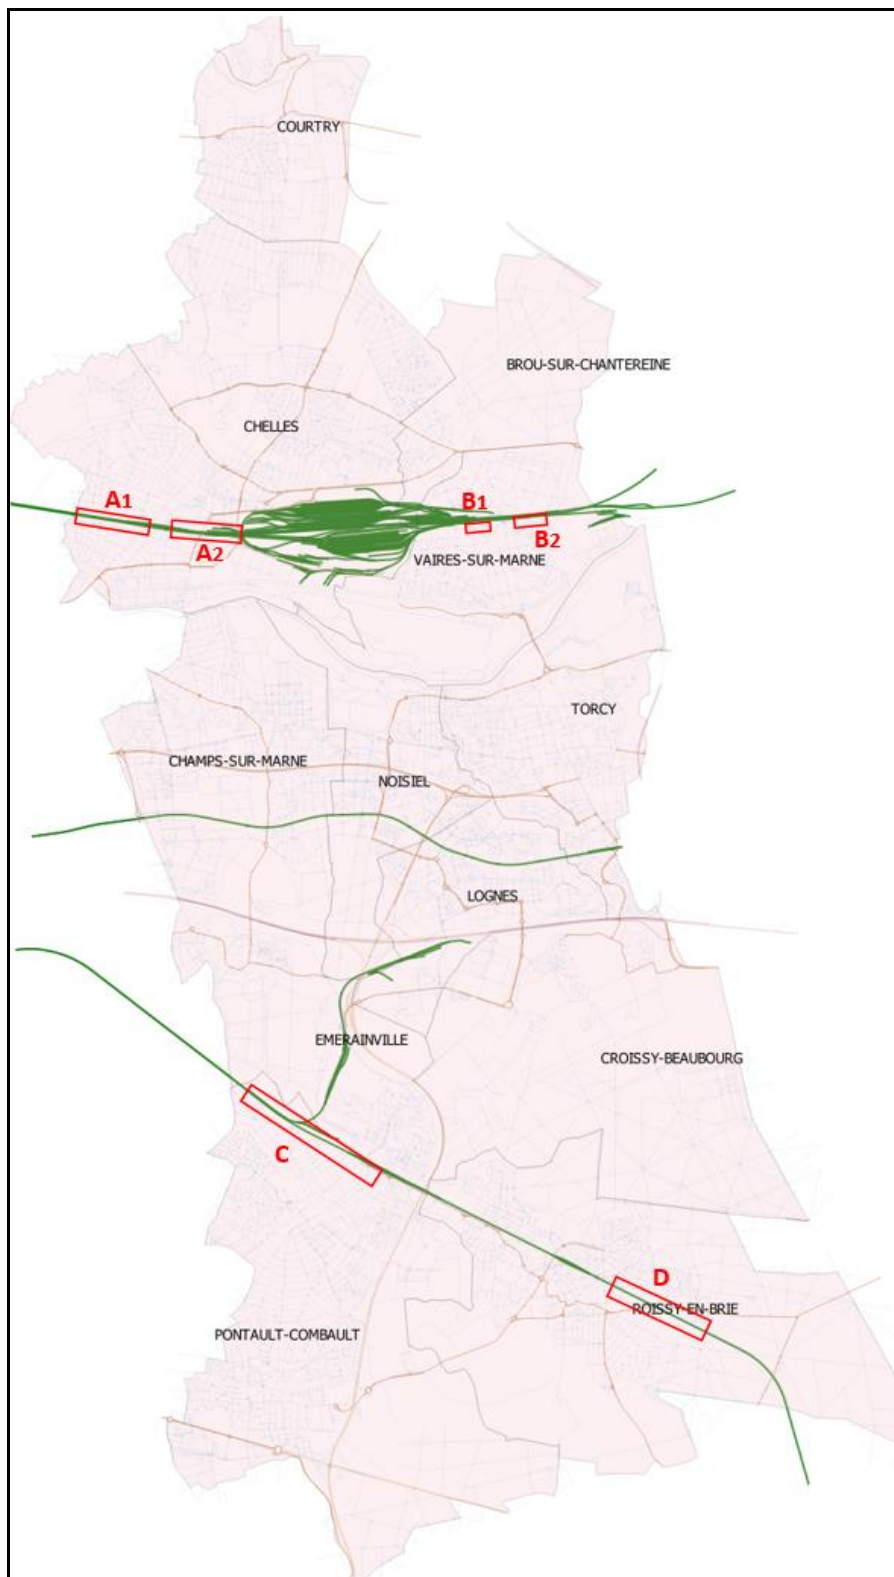 COURTRY
BROU-SUR-CHANTEREINE
CHELLES
A1
A2
B1
B2
VAIRES-SUR-MARNE
TORCY
CHAMPS-SUR-MARNE
NOISIEL
LOGNES
EMERAINVILLE
CROISSY-BEAUBOURG
C
D
ROISSY-EN-BRIE
PONTAULT-COMBAULT